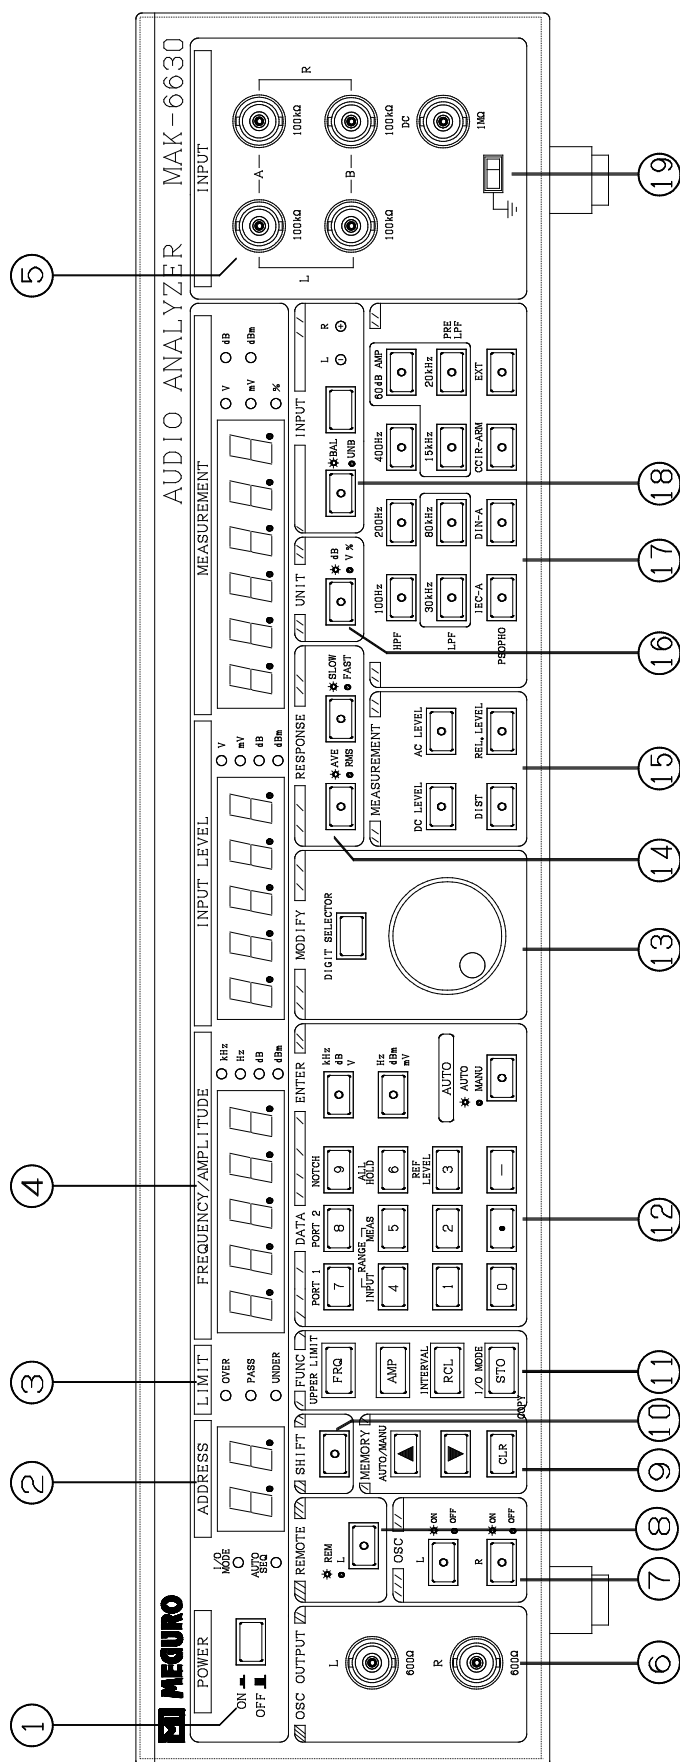 MEGURO
AUDIO ANALYZER MAK-6630
1
2
3
4
5
POWER
ON
OFF
I/O MODE
AUTO SEQ
ADDRESS
LIMIT
OVER
PASS
UNDER
FREQUENCY/AMPLITUDE
kHz
Hz
dB
dBm
INPUT LEVEL
V
mV
dB
dBm
MEASUREMENT
V
mV
%
dB
dBm
INPUT
L
R
A
B
100kΩ
100kΩ
100kΩ
100kΩ
DC
1MΩ
OSC OUTPUT
L
600Ω
R
600Ω
REMOTE
REM
L
OSC
L
ON
OFF
R
ON
OFF
SHIFT
MEMORY
AUTO/MANU
▲
▼
CLR
COPY
FUNC
UPPER LIMIT
FRQ
AMP
INTERVAL
RCL
I/O MODE
STO
DATA
PORT 1
PORT 2
NOTCH
7
8
9
RANGE
INPUT
MEAS
ALL HOLD
4
5
6
REF LEVEL
1
2
3
0
•
−
ENTER
kHz
dB
V
Hz
dBm
mV
AUTO
AUTO
MANU
MODIFY
DIGIT SELECTOR
RESPONSE
AVE
RMS
SLOW
FAST
UNIT
dB
V %
INPUT
BAL
UNB
L
R
MEASUREMENT
DC LEVEL
AC LEVEL
DIST
REL.LEVEL
HPF
100Hz
200Hz
400Hz
60dB AMP
LPF
30kHz
80kHz
15kHz
20kHz
PRE LPF
PSOPHO
IEC-A
DIN-A
CCIR-ARM
EXT
6
7
8
9
10
11
12
13
14
15
16
17
18
19